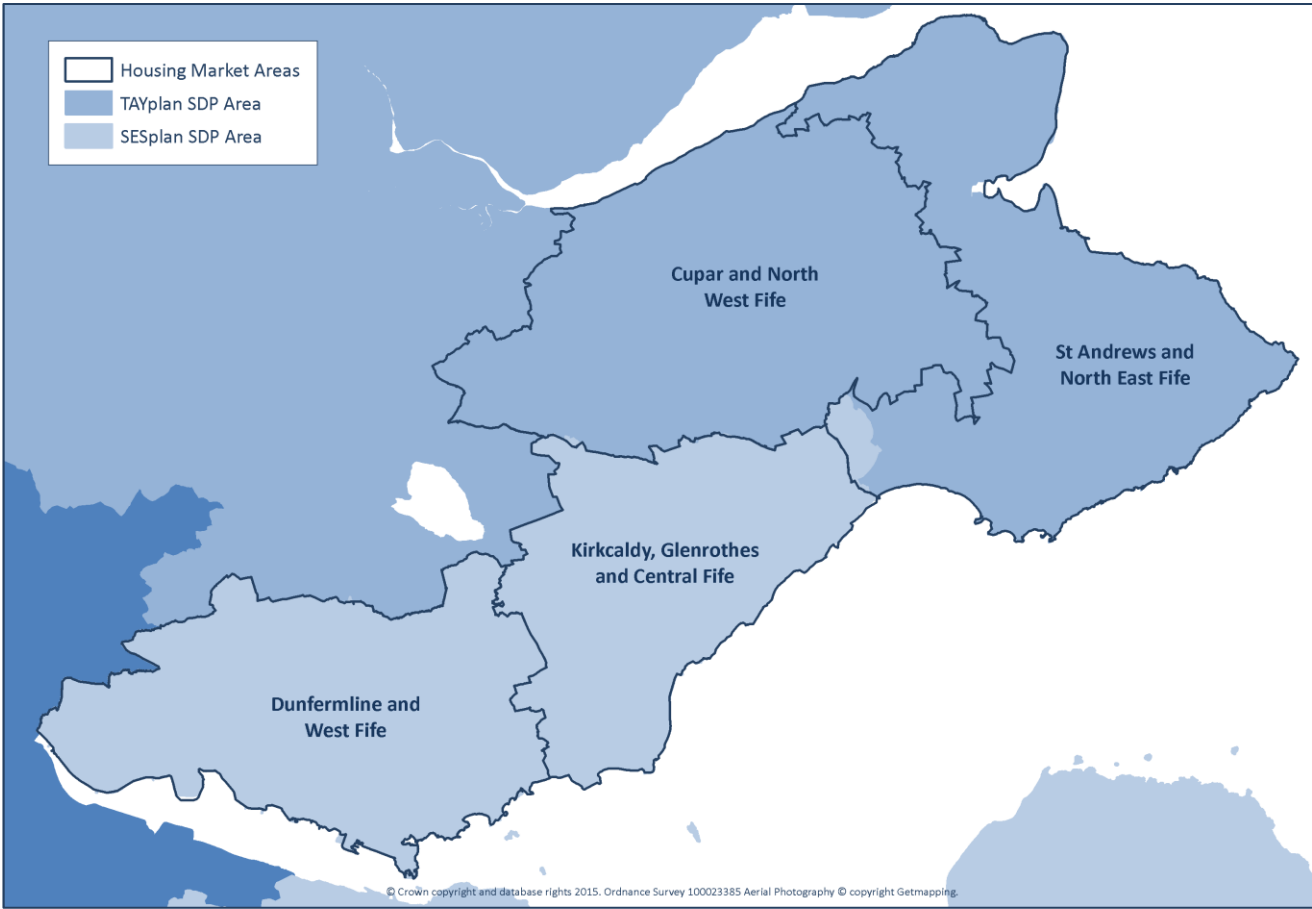 Housing Market Areas
TAYplan SDP Area
SESplan SDP Area
Cupar and North
West Fife
St Andrews and
North East Fife
Kirkcaldy, Glenrothes
and Central Fife
Dunfermline and
West Fife
© Crown copyright and database rights 2015. Ordnance Survey 100023385 Aerial Photography © copyright Getmapping.